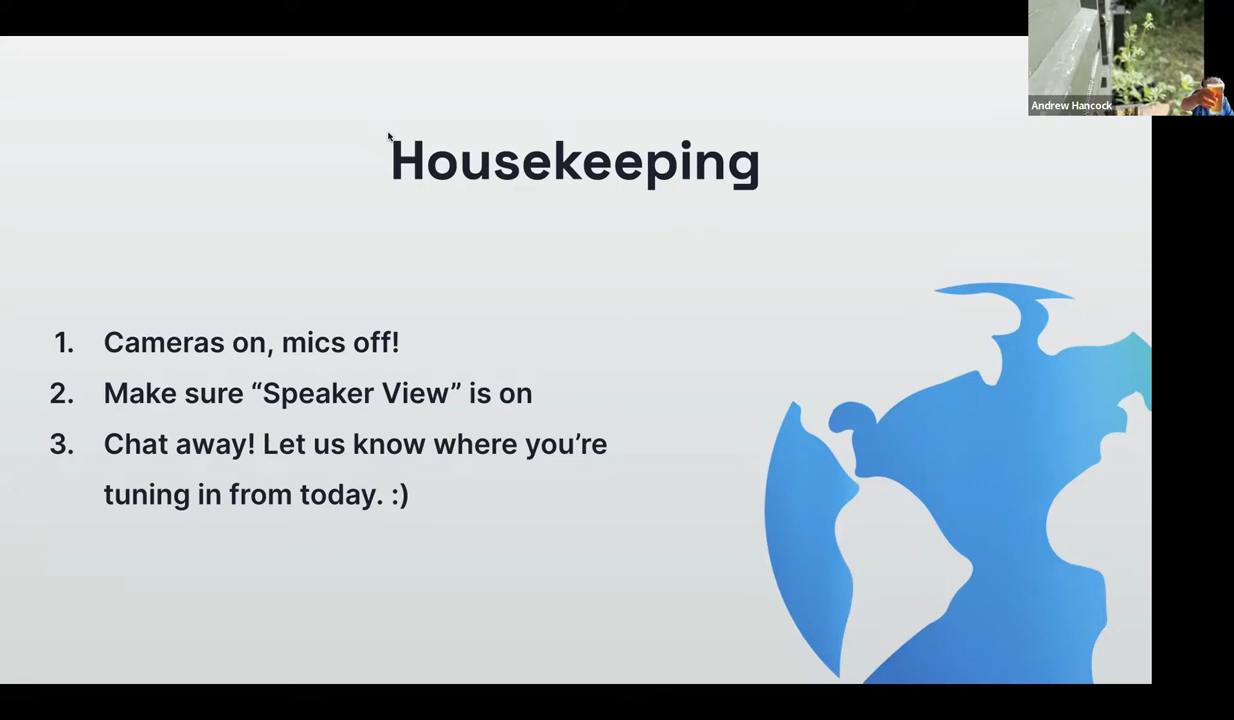 Andrew Hancock
Housekeeping
1. Cameras on, mics off!
2. Make sure “Speaker View” is on
3. Chat away! Let us know where you’re
tuning in from today. :)